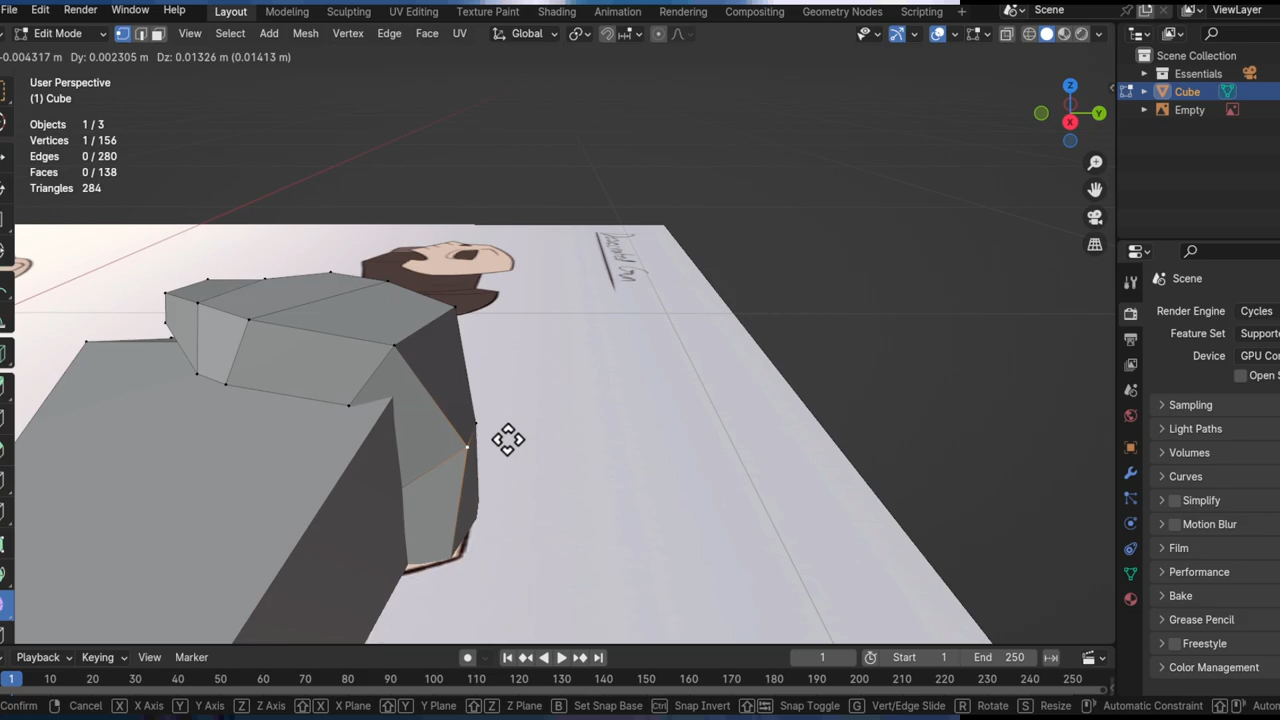 File Edit Render Window Help Layout Modeling Sculpting UV Editing Texture Paint Shading Animation Rendering Compositing Geometry Nodes Scripting Scene ViewLayer
Edit Mode View Select Add Mesh Vertex Edge Face UV Global
-0.004317 m Dy: 0.002305 m Dz: 0.01326 m (0.01413 m)
Scene Collection
Essentials
Cube
Empty
User Perspective
(1) Cube
Objects 1 / 3
Vertices 1 / 156
Edges 0 / 280
Faces 0 / 138
Triangles 284
Z
Y
X
Scene
Render Engine Cycles
Feature Set
Device
Sampling
Light Paths
Volumes
Curves
Simplify
Motion Blur
Film
Performance
Bake
Grease Pencil
Freestyle
Color Management
Playback Keying View Marker 1 Start 1 End 250
1 10 20 30 40 50 60 70 80 90 100 110 120 130 140 150 160 170 180 190 200 210 220 230 240 250
Confirm Cancel X X Axis Y Y Axis Z Z Axis X X Plane Y Y Plane Z Z Plane B Set Snap Base Ctrl Snap Invert Snap Toggle G Vert/Edge Slide R Rotate S Resize Automatic Constraint